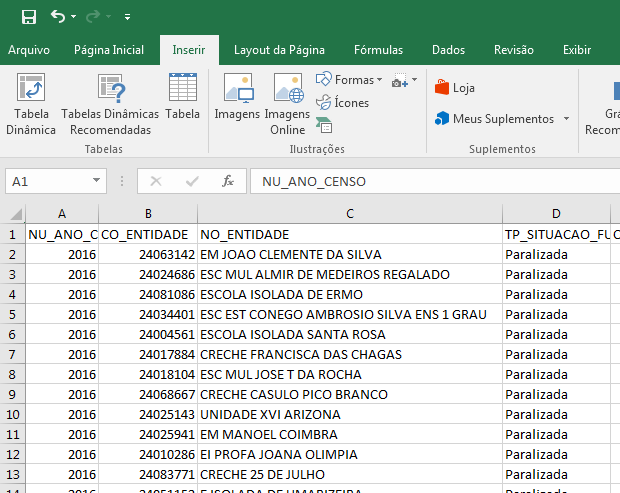 Arquivo Página Inicial Inserir Layout da Página Fórmulas Dados Revisão Exibir
Tabela Dinâmica
Tabelas Dinâmicas Recomendadas
Tabela
Imagens
Imagens Online
Formas
Ícones
Loja
Meus Suplementos
Tabelas Ilustrações Suplementos
A1 fx NU_ANO_CENSO
A B C D
1 NU_ANO_C CO_ENTIDADE NO_ENTIDADE TP_SITUACAO_FU
2 2016 24063142 EM JOAO CLEMENTE DA SILVA Paralizada
3 2016 24024686 ESC MUL ALMIR DE MEDEIROS REGALADO Paralizada
4 2016 24081086 ESCOLA ISOLADA DE ERMO Paralizada
5 2016 24034401 ESC EST CONEGO AMBROSIO SILVA ENS 1 GRAU Paralizada
6 2016 24004561 ESCOLA ISOLADA SANTA ROSA Paralizada
7 2016 24017884 CRECHE FRANCISCA DAS CHAGAS Paralizada
8 2016 24018104 ESC MUL JOSE T DA ROCHA Paralizada
9 2016 24068667 CRECHE CASULO PICO BRANCO Paralizada
10 2016 24025143 UNIDADE XVI ARIZONA Paralizada
11 2016 24025941 EM MANOEL COIMBRA Paralizada
12 2016 24010286 EI PROFA JOANA OLIMPIA Paralizada
13 2016 24083771 CRECHE 25 DE JULHO Paralizada